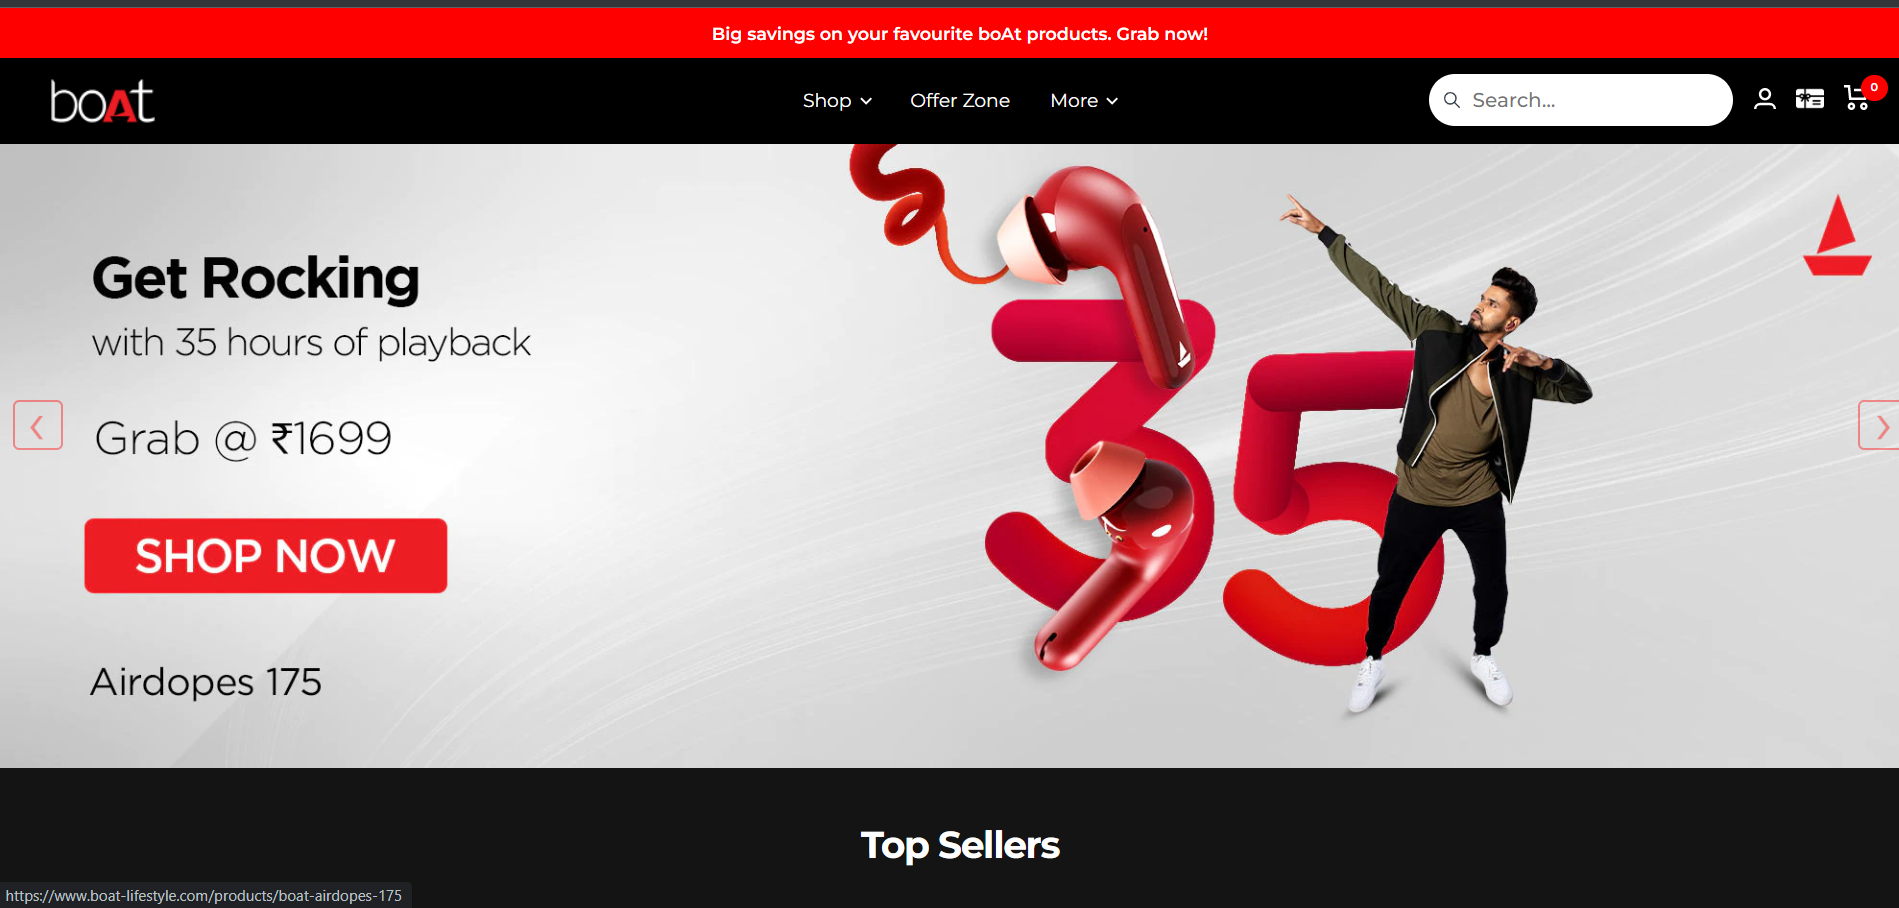 Big savings on your favourite boAt products. Grab now!
boAt
Shop
Offer Zone
More
Search...
0
Get Rocking
with 35 hours of playback
Grab @ ₹1699
SHOP NOW
Airdopes 175
35
Top Sellers
https://www.boat-lifestyle.com/products/boat-airdopes-175